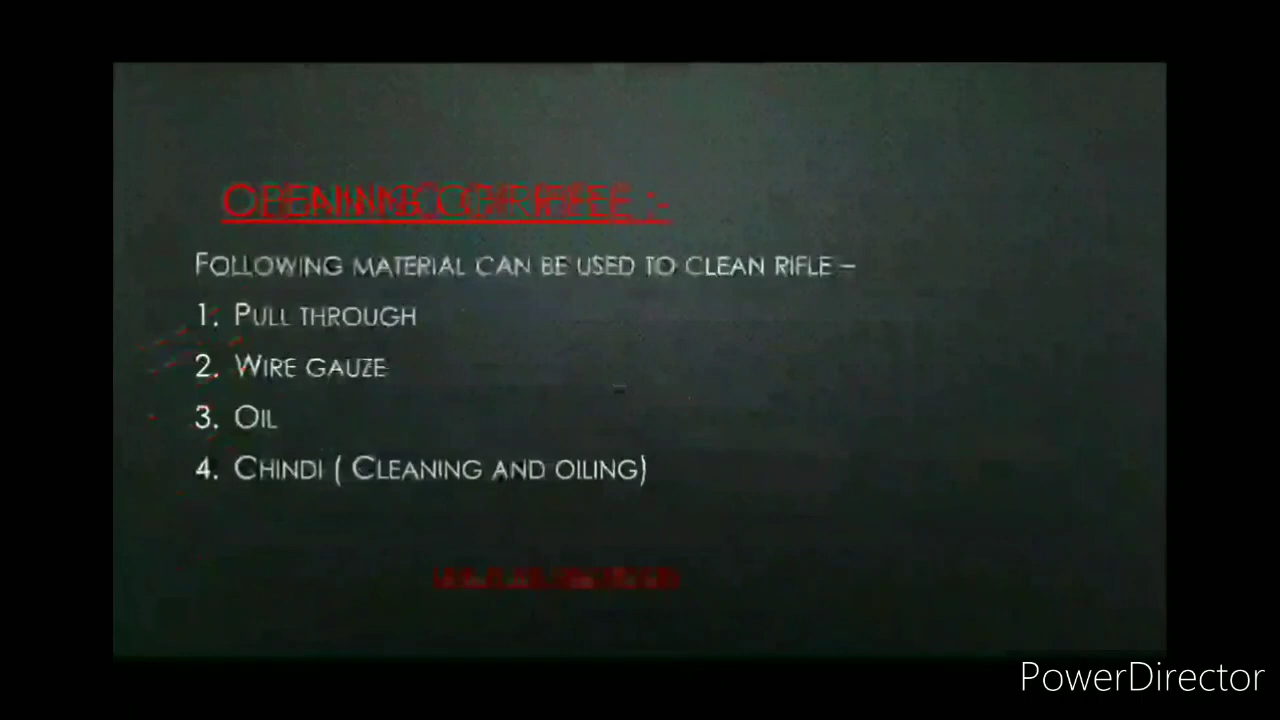 FOLLOWING MATERIAL CAN BE USED TO CLEAN RIFLE –
1. PULL THROUGH
2. WIRE GAUZE
3. OIL
4. CHINDI ( CLEANING AND OILING)
PowerDirector